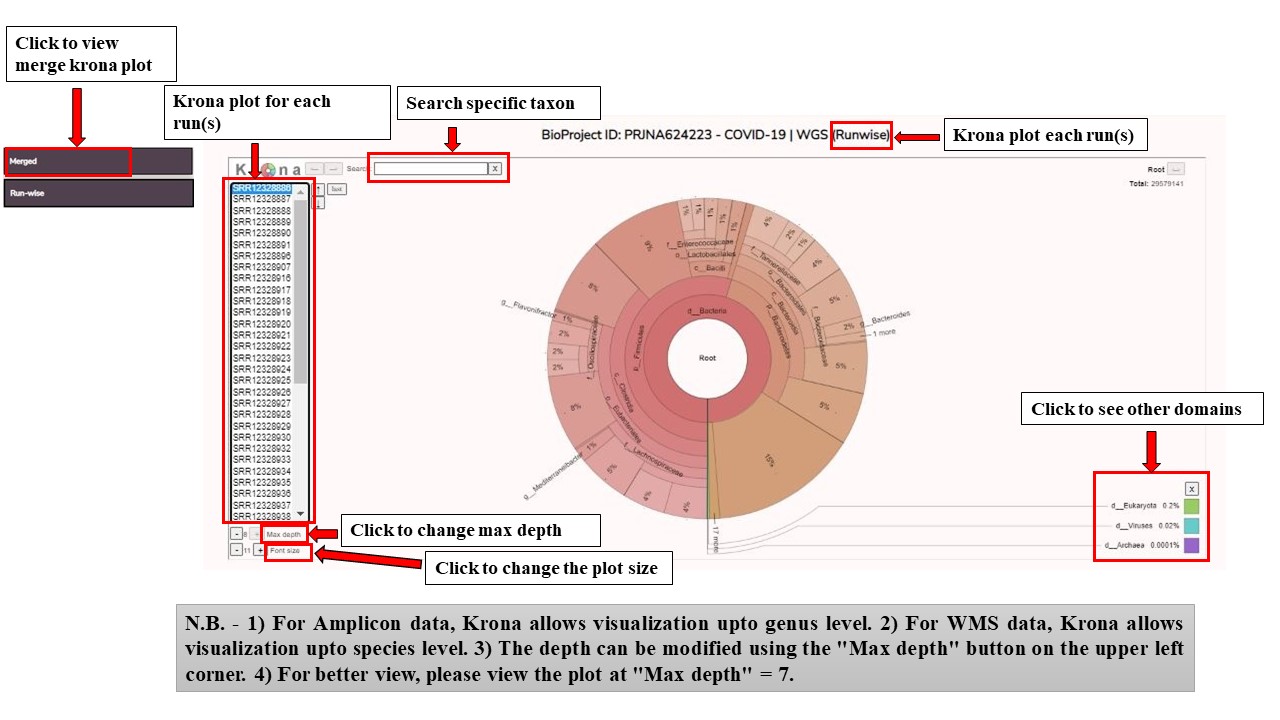 Click to view
merge krona plot
Krona plot for each
run(s)
Search specific taxon
BioProject ID: PRJNA624223 - COVID-19 | WGS (Runwise)
Krona plot each run(s)
Merged
Run-wise
Krona
Search:
x
Root
Total: 29579141
SRR12328886
SRR12328887
SRR12328888
SRR12328889
SRR12328890
SRR12328891
SRR12328896
SRR12328907
SRR12328916
SRR12328917
SRR12328918
SRR12328919
SRR12328920
SRR12328921
SRR12328922
SRR12328923
SRR12328924
SRR12328925
SRR12328926
SRR12328927
SRR12328928
SRR12328929
SRR12328930
SRR12328932
SRR12328933
SRR12328934
SRR12328935
SRR12328936
SRR12328937
SRR12328938
last
1%
1%
1%
1%
1%
4%
2%
1%
4%
9%
f__Enterococcaceae
o__Lactobacillales
c__Bacilli
f__Tannerellaceae
o__Bacteroidales
c__Bacteroidia
p__Bacteroidetes
f__Bacteroidaceae
8%
5%
g__Flavonifractor
1%
d__Bacteria
2%
g__Bacteroides
1 more
2%
2%
2%
f__Oscillospiraceae
p__Firmicutes
Root
5%
c__Clostridia
o__Eubacteriales
f__Lachnospiraceae
8%
5%
g__Mediterraneibacter
1%
6%
4%
4%
15%
17 more
Click to see other domains
x
d__Eukaryota 0.2%
d__Viruses 0.02%
d__Archaea 0.0001%
- 8 + Max depth
Click to change max depth
- 11 + Font size
Click to change the plot size
N.B. - 1) For Amplicon data, Krona allows visualization upto genus level. 2) For WMS data, Krona allows
visualization upto species level. 3) The depth can be modified using the "Max depth" button on the upper left
corner. 4) For better view, please view the plot at "Max depth" = 7.